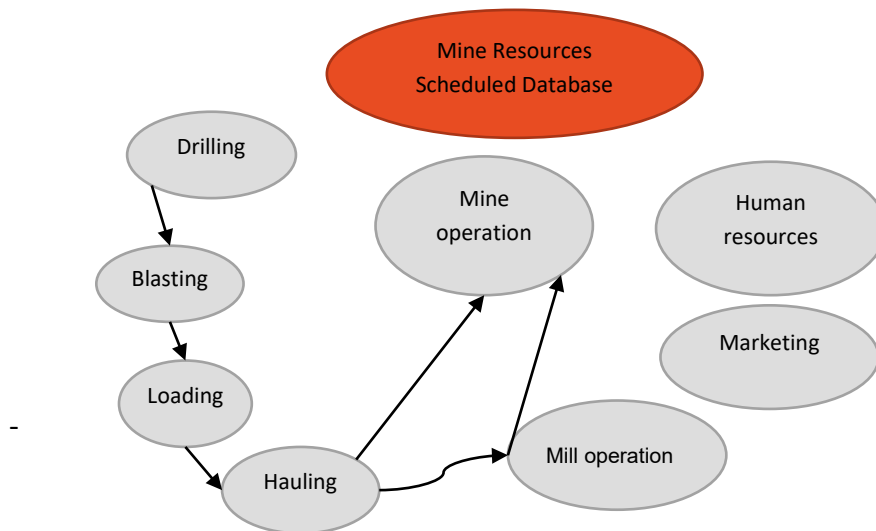 Mine Resources
Scheduled Database
Drilling
Mine
operation
Human
resources
Blasting
Marketing
Loading
-
Hauling
Mill operation